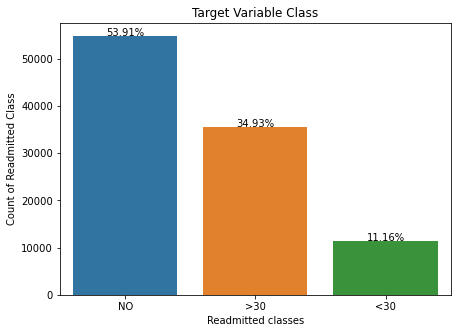 Target Variable Class
53.91%
34.93%
11.16%
50000
40000
30000
20000
10000
0
Count of Readmitted Class
NO
>30
<30
Readmitted classes